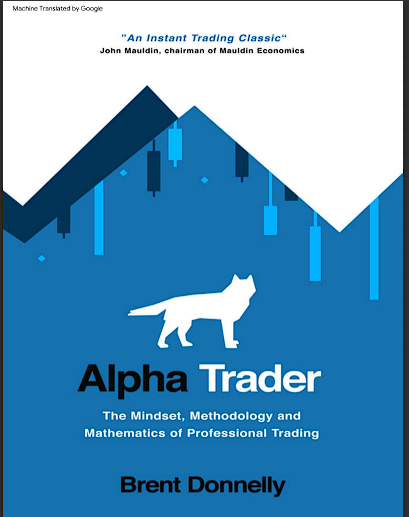 Machine Translated by Google
"An Instant Trading Classic“
John Mauldin, chairman of Mauldin Economics
Alpha Trader
The Mindset, Methodology and
Mathematics of Professional Trading
Brent Donnelly